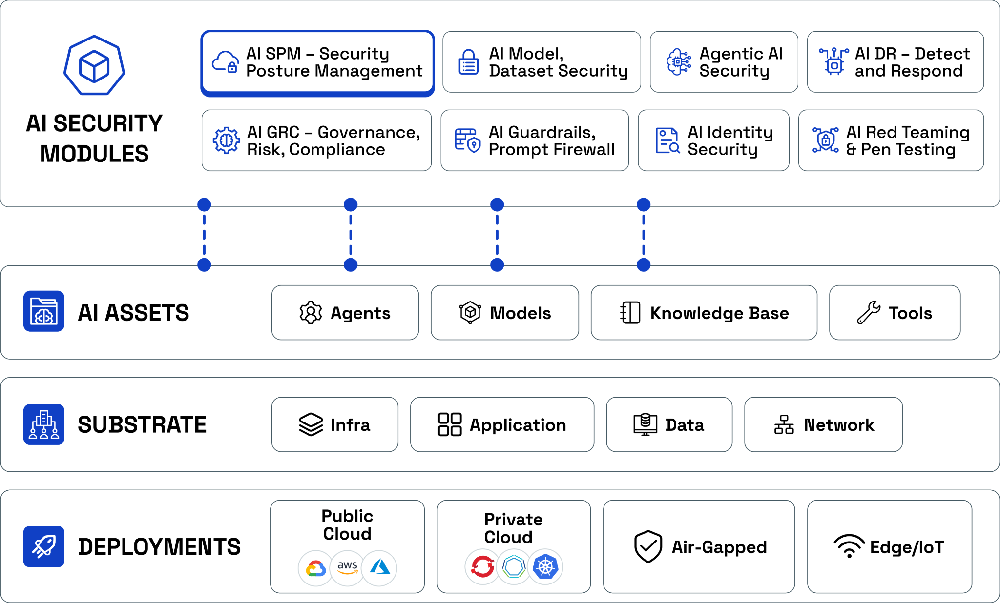 AI SECURITY
MODULES
AI SPM – Security
Posture Management
AI Model,
Dataset Security
Agentic AI
Security
AI DR – Detect
and Respond
AI GRC – Governance,
Risk, Compliance
AI Guardrails,
Prompt Firewall
AI Identity
Security
AI Red Teaming
& Pen Testing
AI ASSETS
Agents
Models
Knowledge Base
Tools
SUBSTRATE
Infra
Application
Data
Network
DEPLOYMENTS
Public
Cloud
aws
Private
Cloud
Air-Gapped
Edge/IoT